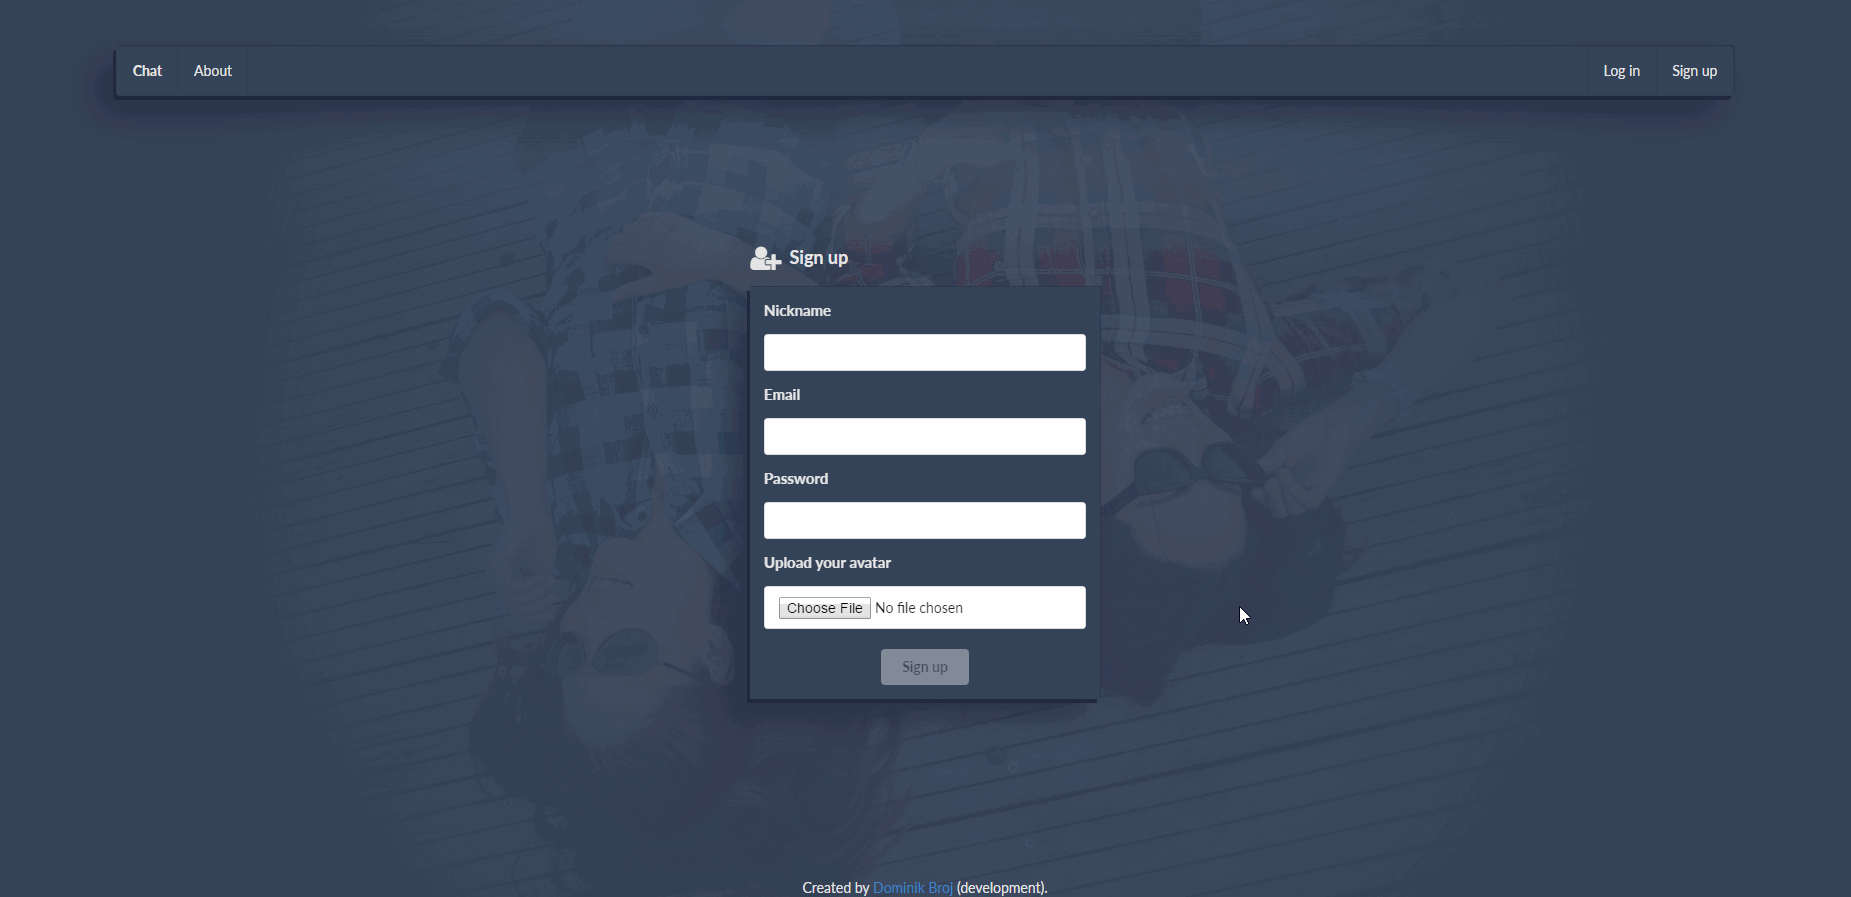 Chat About Log in Sign up
Sign up
Nickname
Email
Password
Upload your avatar
Choose File No file chosen
Sign up
Created by Dominik Broj (development).